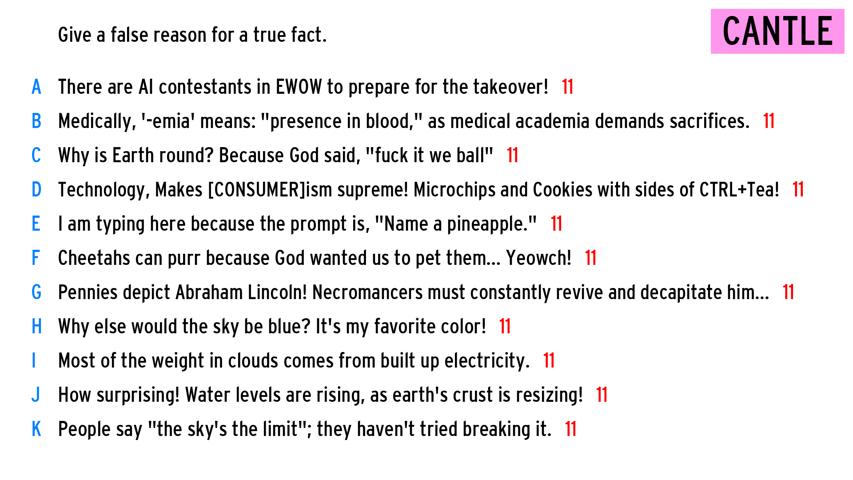 Give a false reason for a true fact.
CANTLE
A There are AI contestants in EWOW to prepare for the takeover! 11
B Medically, '-emia' means: "presence in blood," as medical academia demands sacrifices. 11
C Why is Earth round? Because God said, "fuck it we ball" 11
D Technology, Makes [CONSUMER]ism supreme! Microchips and Cookies with sides of CTRL+Tea! 11
E I am typing here because the prompt is, "Name a pineapple." 11
F Cheetahs can purr because God wanted us to pet them... Yeowch! 11
G Pennies depict Abraham Lincoln! Necromancers must constantly revive and decapitate him... 11
H Why else would the sky be blue? It's my favorite color! 11
I Most of the weight in clouds comes from built up electricity. 11
J How surprising! Water levels are rising, as earth's crust is resizing! 11
K People say "the sky's the limit"; they haven't tried breaking it. 11